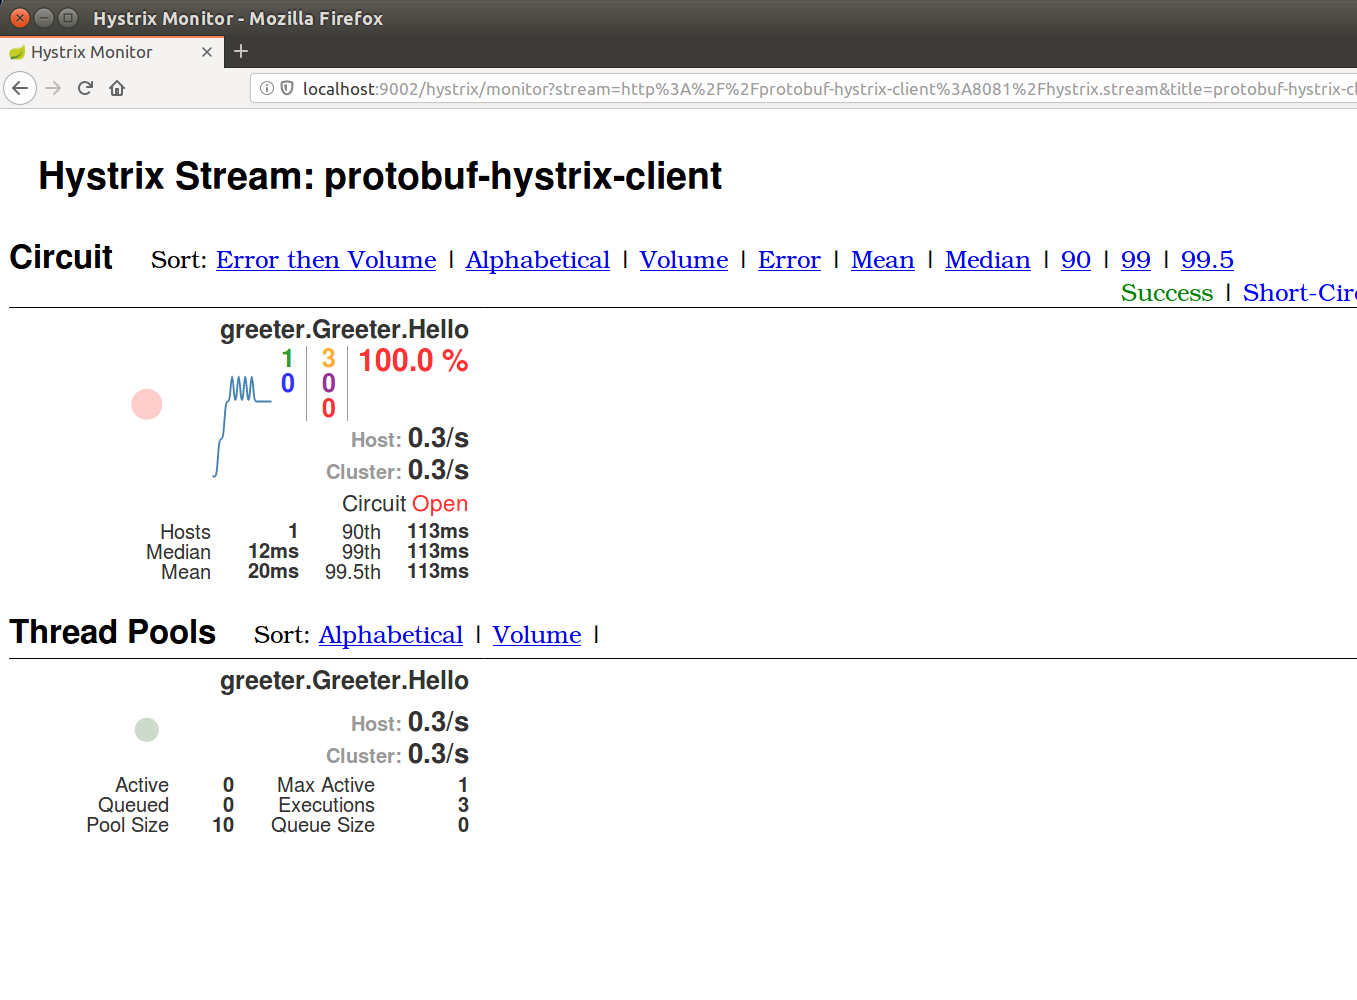 Hystrix Monitor - Mozilla Firefox
Hystrix Monitor
localhost:9002/hystrix/monitor?stream=http%3A%2F%2Fprotobuf-hystrix-client%3A8081%2Fhystrix.stream&title=protobuf-hystrix-cl
Hystrix Stream: protobuf-hystrix-client
Circuit Sort: Error then Volume | Alphabetical | Volume | Error | Mean | Median | 90 | 99 | 99.5
Success | Short-Circ
greeter.Greeter.Hello
1 3 100.0 %
0 0
0
Host: 0.3/s
Cluster: 0.3/s
Circuit Open
Hosts 1 90th 113ms
Median 12ms 99th 113ms
Mean 20ms 99.5th 113ms
Thread Pools Sort: Alphabetical | Volume |
greeter.Greeter.Hello
Host: 0.3/s
Cluster: 0.3/s
Active 0 Max Active 1
Queued 0 Executions 3
Pool Size 10 Queue Size 0